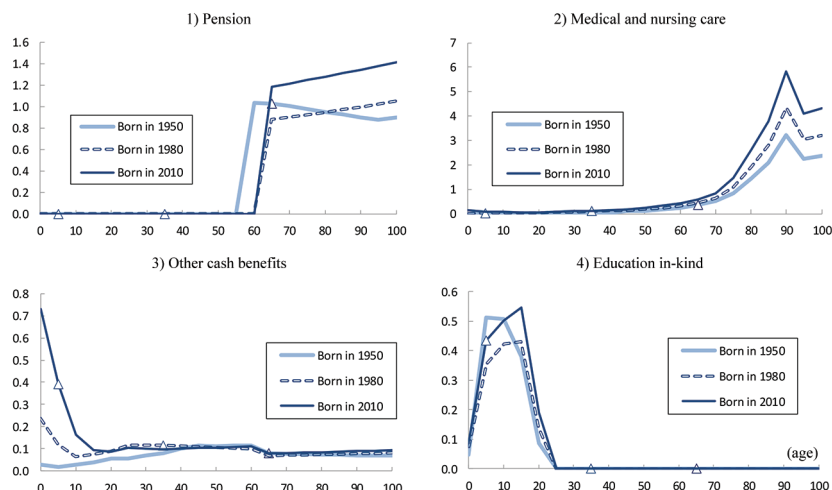 1) Pension
1.6
1.4
1.2
1.0
0.8
0.6
0.4
0.2
0.0
Born in 1950
Born in 1980
Born in 2010
0 10 20 30 40 50 60 70 80 90 100
2) Medical and nursing care
7
6
5
4
3
2
1
0
Born in 1950
Born in 1980
Born in 2010
0 10 20 30 40 50 60 70 80 90 100
3) Other cash benefits
0.8
0.7
0.6
0.5
0.4
0.3
0.2
0.1
0.0
Born in 1950
Born in 1980
Born in 2010
0 10 20 30 40 50 60 70 80 90 100
4) Education in-kind
0.6
0.5
0.4
0.3
0.2
0.1
0.0
Born in 1950
Born in 1980
Born in 2010
(age)
0 10 20 30 40 50 60 70 80 90 100